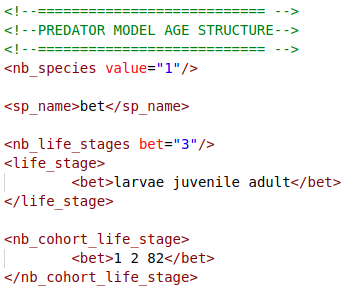 <!--=========================== -->
<!--PREDATOR MODEL AGE STRUCTURE-->
<!--=========================== -->
<nb_species value="1"/>
<sp_name>bet</sp_name>
<nb_life_stages bet="3"/>
<life_stage>
<bet>larvae juvenile adult</bet>
</life_stage>
<nb_cohort_life_stage>
<bet>1 2 82</bet>
</nb_cohort_life_stage>